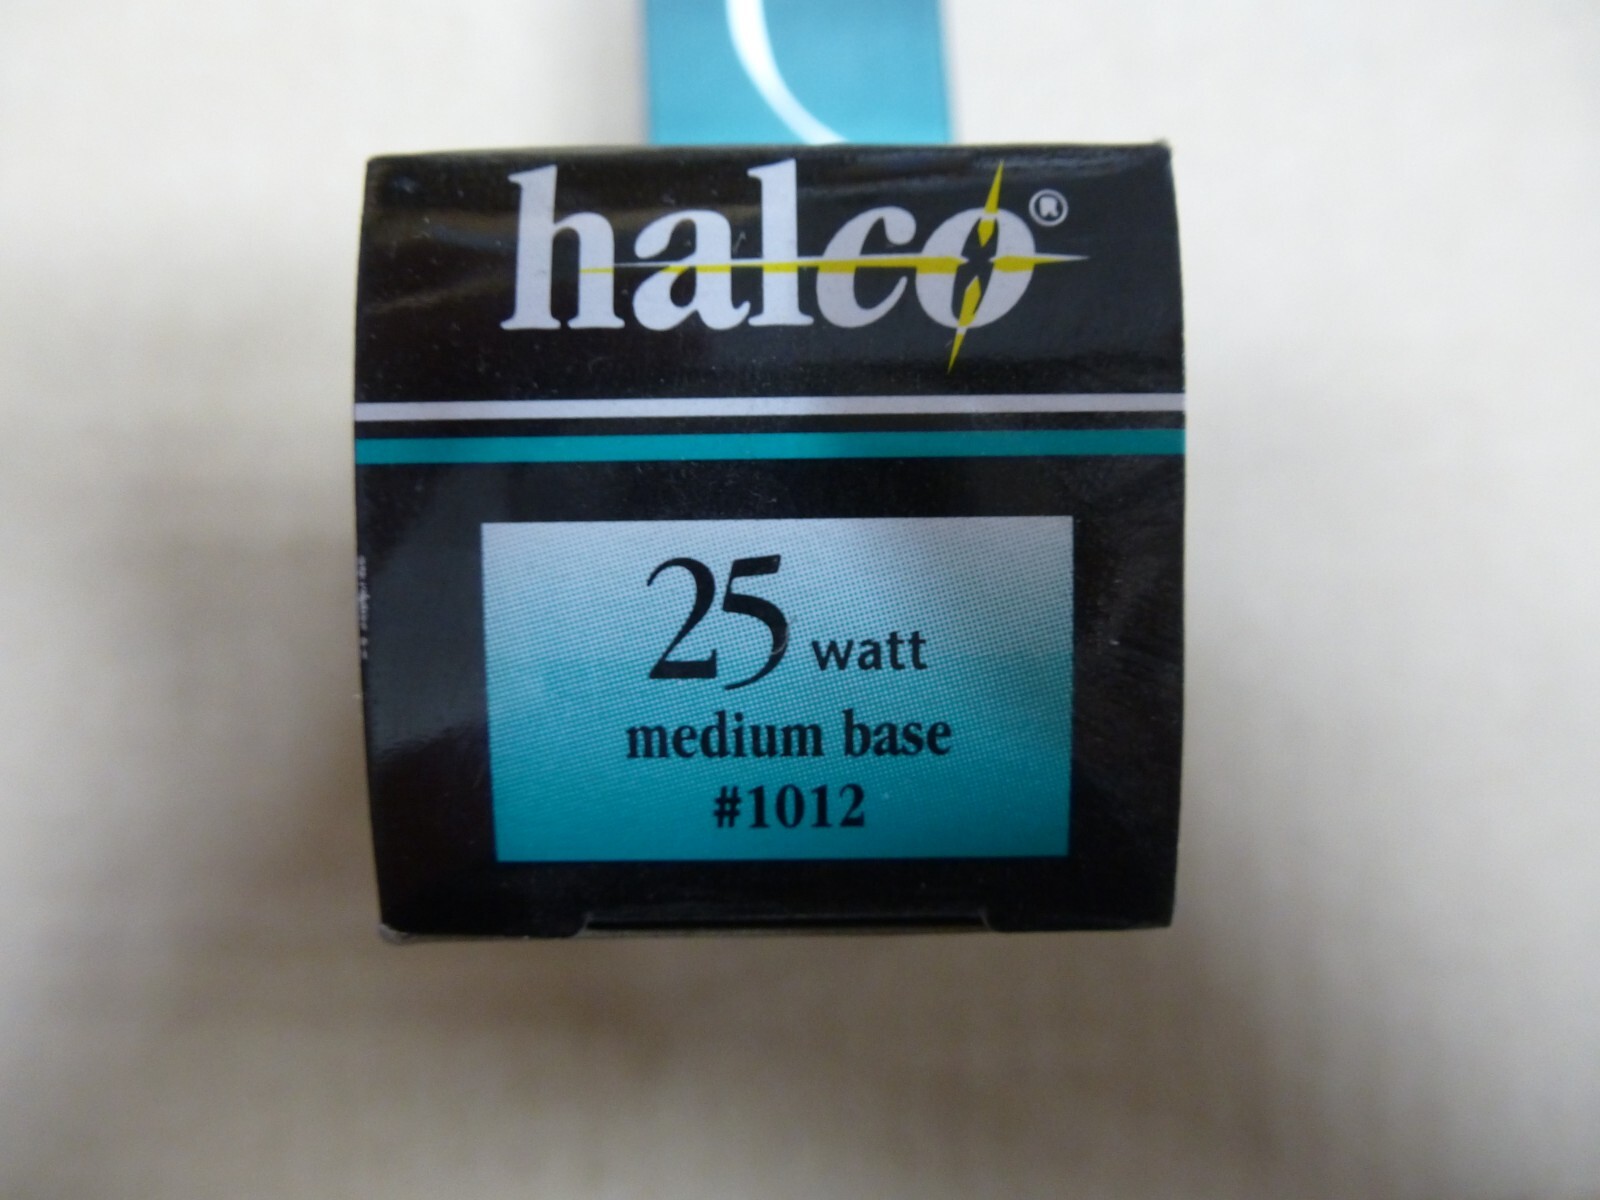 halco®
25 watt
medium base
#1012